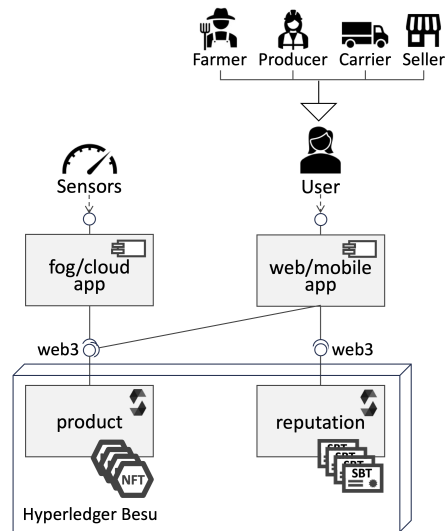 Farmer Producer Carrier Seller
Sensors
User
fog/cloud
app
web/mobile
app
web3
web3
product
reputation
NFT
SBT
SBT
SBT
SBT
Hyperledger Besu